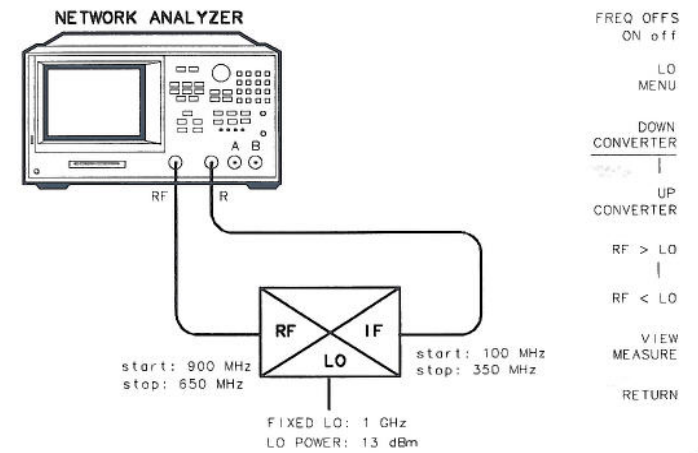 NETWORK ANALYZER
A B
RF
R
RF
IF
LO
start: 900 MHz
stop: 650 MHz
start: 100 MHz
stop: 350 MHz
FIXED LO: 1 GHz
LO POWER: 13 dBm
FREQ OFFS
ON off
LO
MENU
DOWN
CONVERTER
UP
CONVERTER
RF > LO
RF < LO
VIEW
MEASURE
RETURN